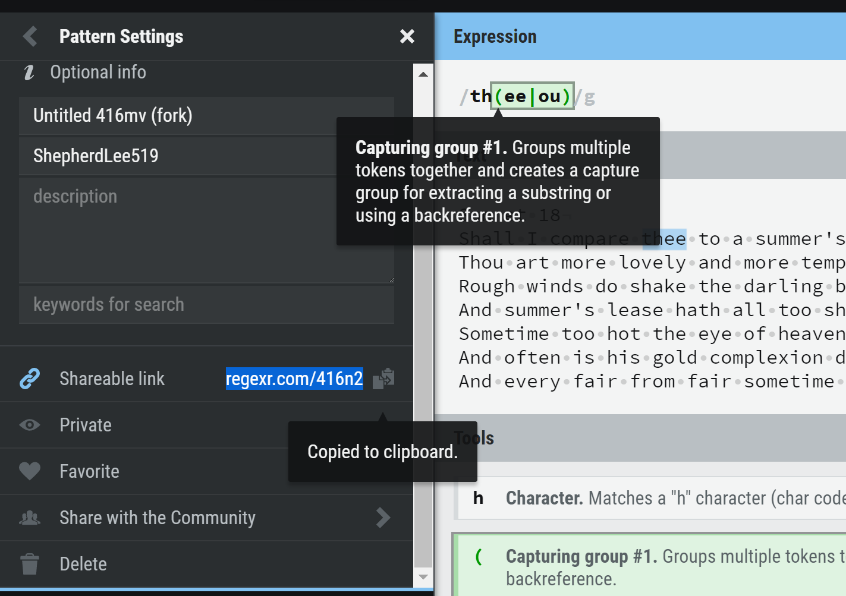 Pattern Settings
Optional info
Untitled 416mv (fork)
ShepherdLee519
description
keywords for search
Shareable link
regexr.com/416n2
Copied to clipboard.
Private
Favorite
Share with the Community
Delete
Expression
/th(ee|ou)/g
Capturing group #1. Groups multiple
tokens together and creates a capture
group for extracting a substring or
using a backreference.
18
Shall·I·compare·thee·to·a·summer's
Thou·art·more·lovely·and·more·temp
Rough·winds·do·shake·the·darling·b
And·summer's·lease·hath·all·too·sh
Sometime·too·hot·the·eye·of·heaven
And·often·is·his·gold·complexion·d
And·every·fair·from·fair·sometime·
Tools
h Character. Matches a "h" character (char code
( Capturing group #1. Groups multiple tokens t
backreference.